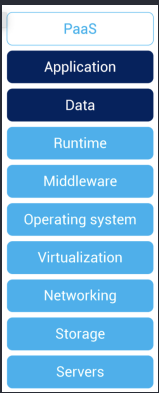 PaaS
Application
Data
Runtime
Middleware
Operating system
Virtualization
Networking
Storage
Servers